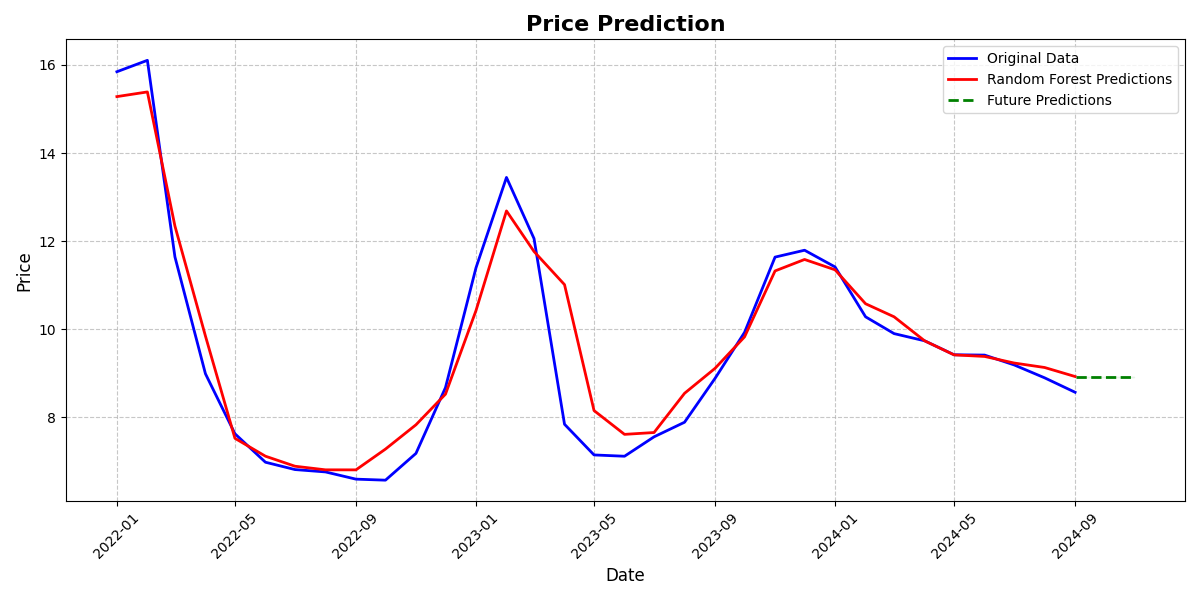 Price Prediction
Original Data
Random Forest Predictions
Future Predictions
Price
16
14
12
10
8
2022-01
2022-05
2022-09
2023-01
2023-05
2023-09
2024-01
2024-05
2024-09
Date